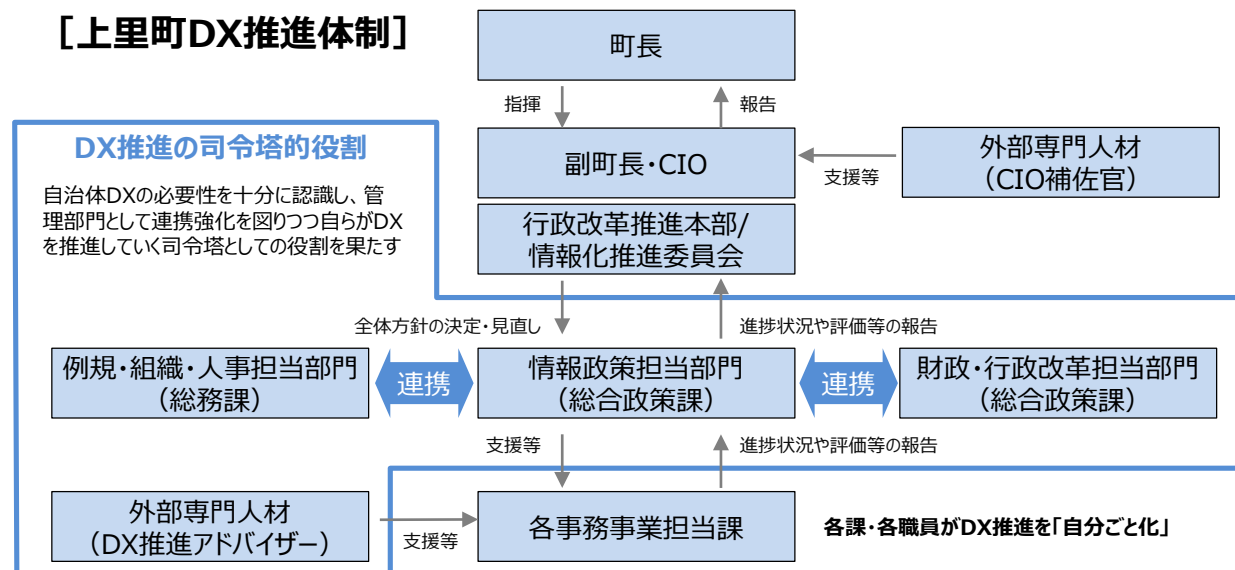 ［上里町DX推進体制］
町長
指揮
報告
DX推進の司令塔的役割
自治体DXの必要性を十分に認識し、管
理部門として連携強化を図りつつ自らがDX
を推進していく司令塔としての役割を果たす
副町長・CIO
支援等
外部専門人材
（CIO補佐官）
行政改革推進本部/
情報化推進委員会
全体方針の決定・見直し
進捗状況や評価等の報告
例規・組織・人事担当部門
（総務課）
連携
情報政策担当部門
（総合政策課）
連携
財政・行政改革担当部門
（総合政策課）
支援等
進捗状況や評価等の報告
外部専門人材
（DX推進アドバイザー）
支援等
各事務事業担当課
各課・各職員がDX推進を「自分ごと化」